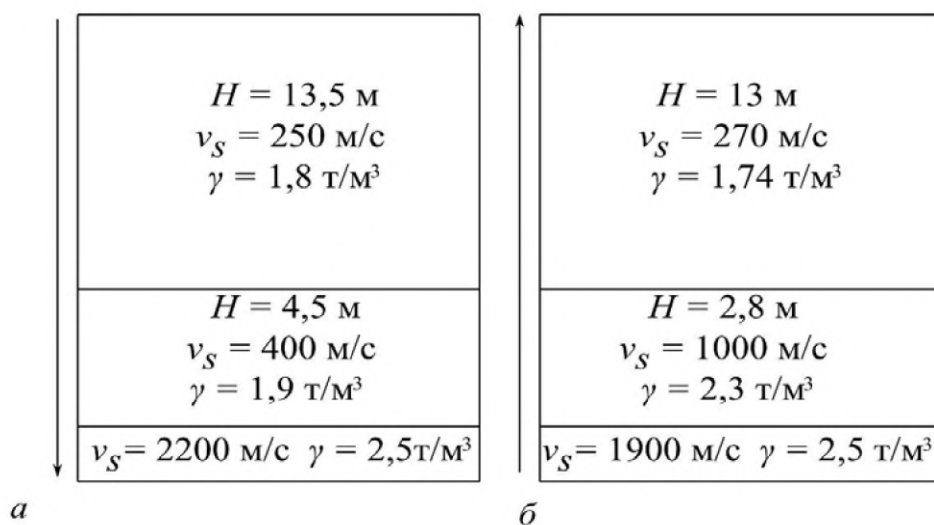 H = 13,5 м
v_S = 250 м/с
γ = 1,8 т/м³
H = 4,5 м
v_S = 400 м/с
γ = 1,9 т/м³
v_S= 2200 м/с γ = 2,5т/м³
а
H = 13 м
v_S = 270 м/с
γ = 1,74 т/м³
H = 2,8 м
v_S = 1000 м/с
γ = 2,3 т/м³
v_S= 1900 м/с γ = 2,5 т/м³
б